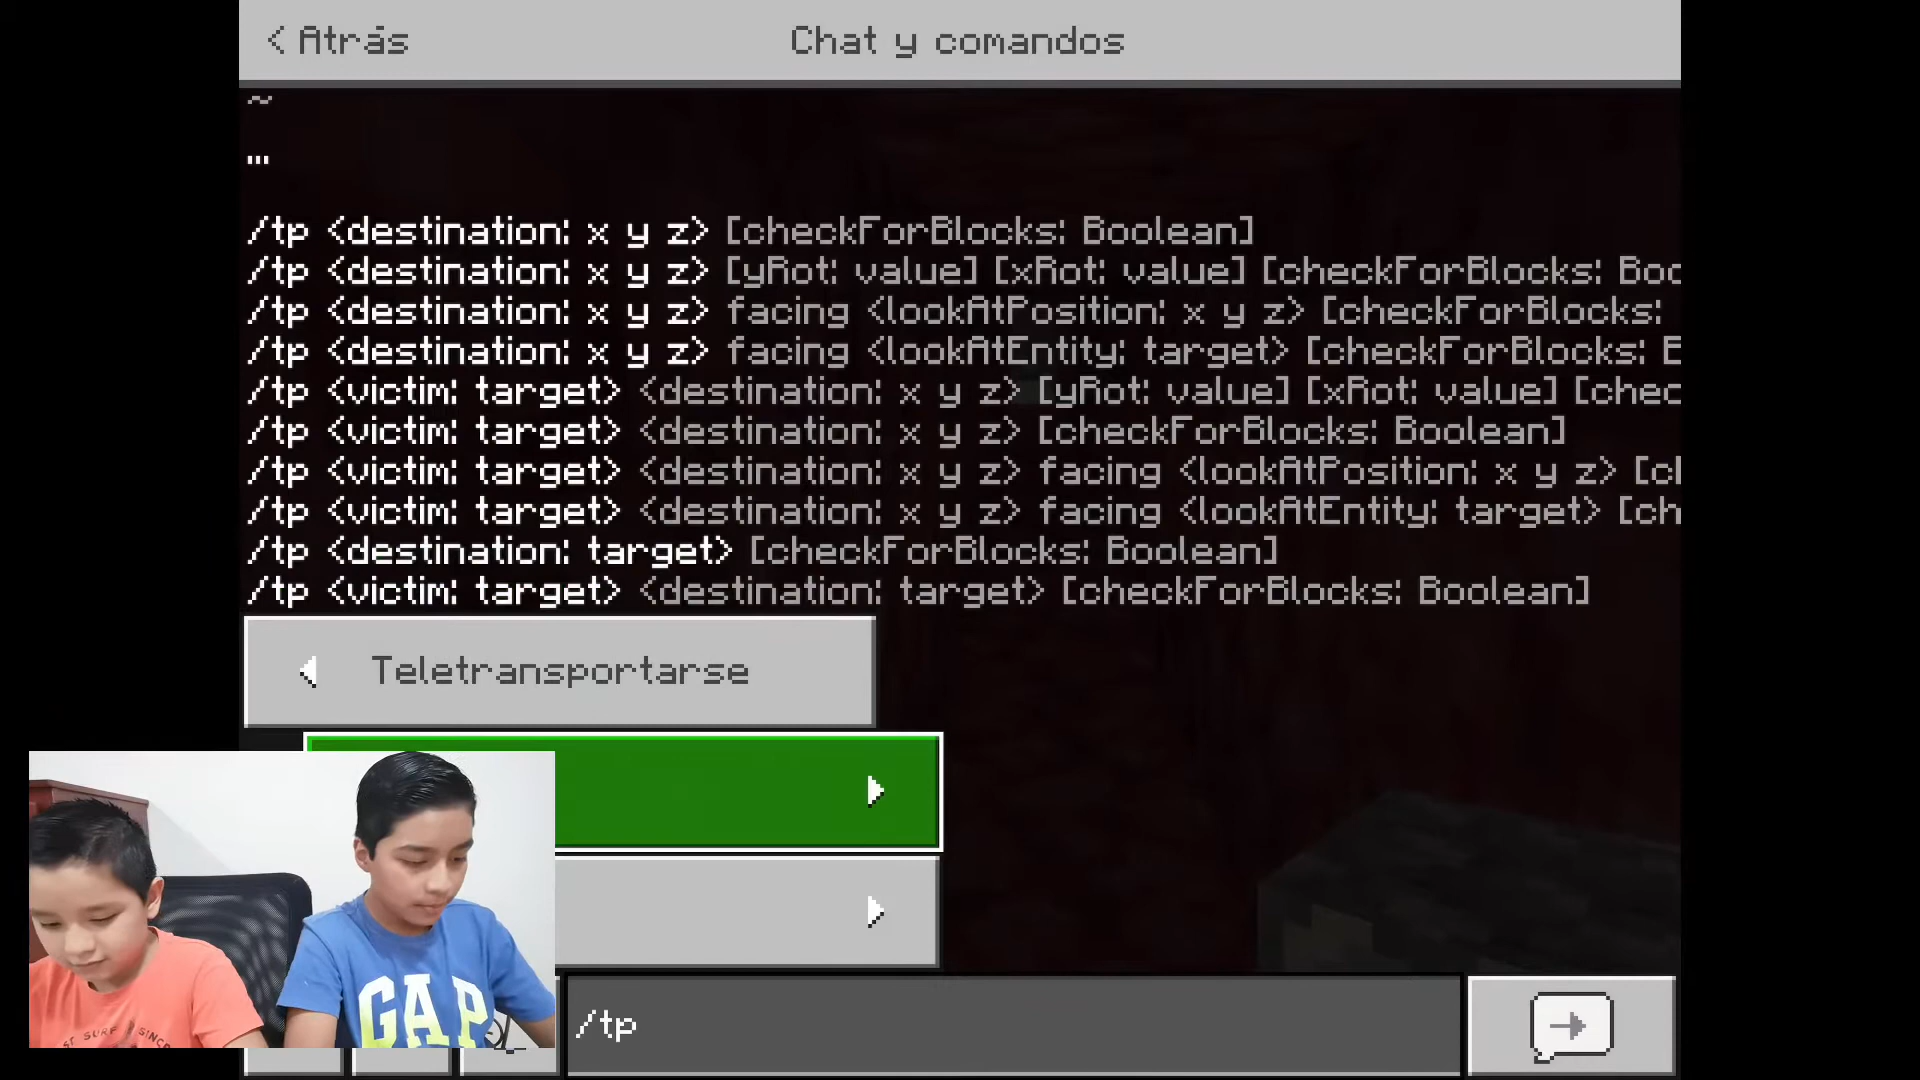 Atrás
Chat y comandos
~
...
/tp <destination: x y z> [checkForBlocks: Boolean]
/tp <destination: x y z> [yRot: value] [xRot: value] [checkForBlocks: Boo
/tp <destination: x y z> facing <lookAtPosition: x y z> [checkForBlocks:
/tp <destination: x y z> facing <lookAtEntity: target> [checkForBlocks: B
/tp <victim: target> <destination: x y z> [yRot: value] [xRot: value] [chec
/tp <victim: target> <destination: x y z> [checkForBlocks: Boolean]
/tp <victim: target> <destination: x y z> facing <lookAtPosition: x y z> [ch
/tp <victim: target> <destination: x y z> facing <lookAtEntity: target> [ch
/tp <destination: target> [checkForBlocks: Boolean]
/tp <victim: target> <destination: target> [checkForBlocks: Boolean]
Teletransportarse
GAP
SURF
SINCE
/tp